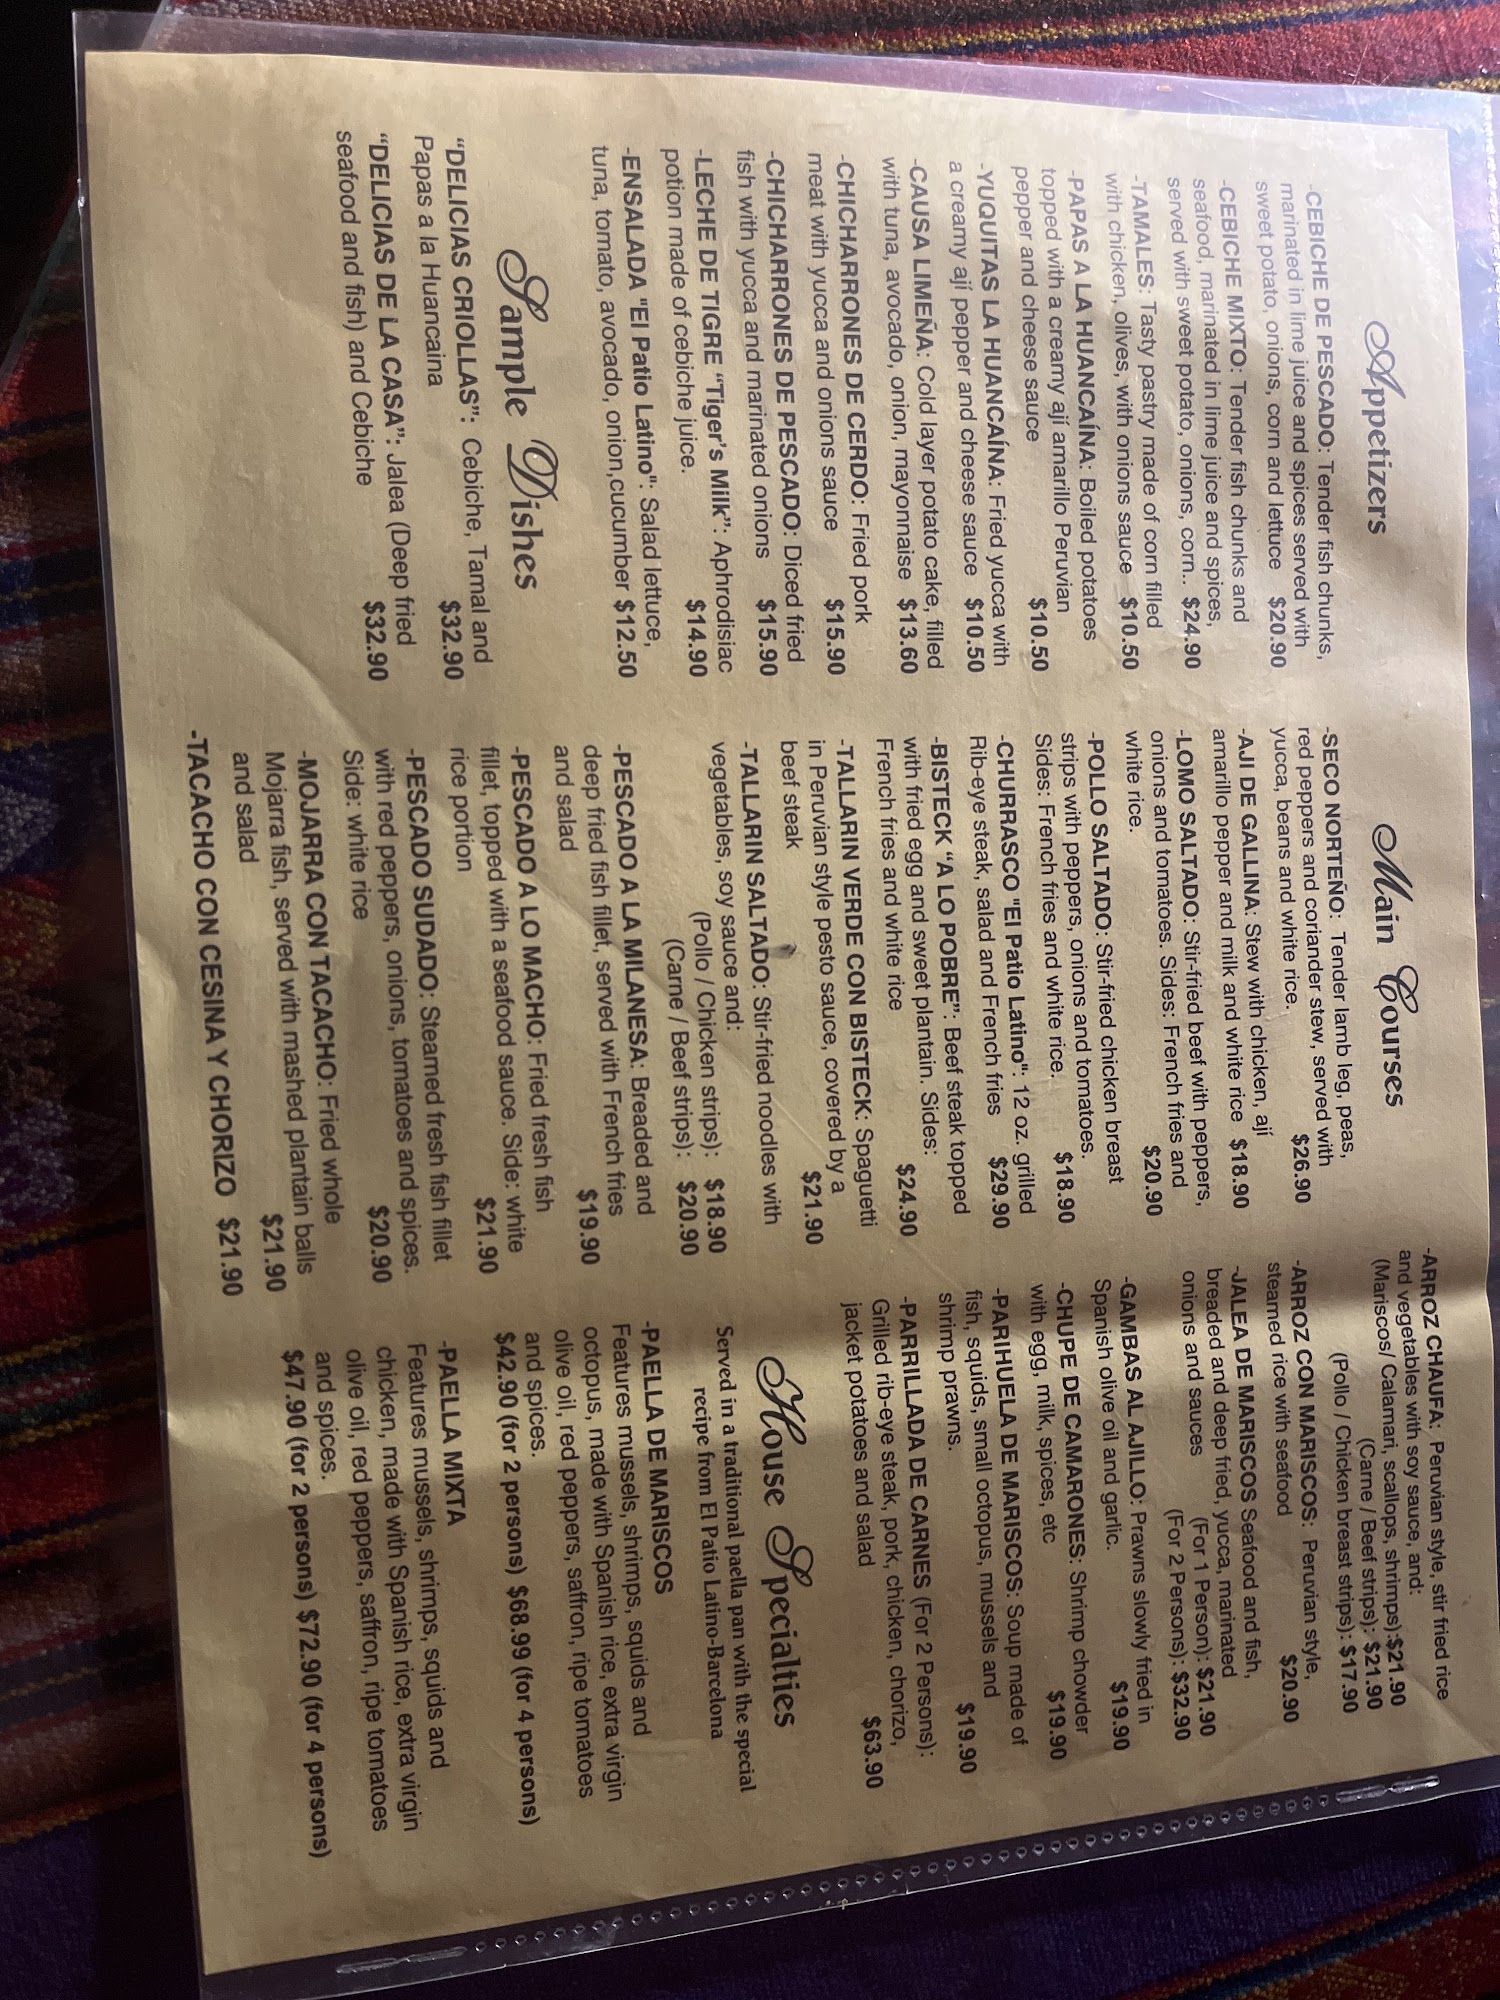 Appetizers
-CEBICHE DE PESCADO: Tender fish chunks,
marinated in lime juice and spices served with
sweet potato, onions, corn and lettuce $20.90
-CEBICHE MIXTO: Tender fish chunks and
seafood, marinated in lime juice and spices,
served with sweet potato, onions, corn.. $24.90
-TAMALES: Tasty pastry made of corn filled
with chicken, olives, with onions sauce $10.50
-PAPAS A LA HUANCAÍNA: Boiled potatoes
topped with a creamy ají amarillo Peruvian
pepper and cheese sauce $10.50
-YUQUITAS LA HUANCAÍNA: Fried yucca with
a creamy ají pepper and cheese sauce $10.50
-CAUSA LIMEÑA: Cold layer potato cake, filled
with tuna, avocado, onion, mayonnaise $13.60
-CHICHARRONES DE CERDO: Fried pork
meat with yucca and onions sauce $15.90
-CHICHARRONES DE PESCADO: Diced fried
fish with yucca and marinated onions $15.90
-LECHE DE TIGRE “Tiger's Milk”: Aphrodisiac
potion made of cebiche juice. $14.90
-ENSALADA "El Patio Latino": Salad lettuce,
tuna, tomato, avocado, onion,cucumber $12.50
Sample Dishes
“DELICIAS CRIOLLAS”: Cebiche, Tamal and
Papas a la Huancaina $32.90
“DELICIAS DE LA CASA”: Jalea (Deep fried
seafood and fish) and Cebiche $32.90
Main Courses
-SECO NORTEÑO: Tender lamb leg, peas,
red peppers and coriander stew, served with
yucca, beans and white rice. $26.90
-AJI DE GALLINA: Stew with chicken, ají
amarillo pepper and milk and white rice $18.90
-LOMO SALTADO: Stir-fried beef with peppers,
onions and tomatoes. Sides: French fries and
white rice. $20.90
-POLLO SALTADO: Stir-fried chicken breast
strips with peppers, onions and tomatoes.
Sides: French fries and white rice. $18.90
-CHURRASCO "El Patio Latino": 12 oz. grilled
Rib-eye steak, salad and French fries $29.90
-BISTECK “A LO POBRE”: Beef steak topped
with fried egg and sweet plantain. Sides:
French fries and white rice $24.90
-TALLARIN VERDE CON BISTECK: Spaguetti
in Peruvian style pesto sauce, covered by a
beef steak $21.90
-TALLARIN SALTADO: Stir-fried noodles with
vegetables, soy sauce and:
(Pollo / Chicken strips): $18.90
(Carne / Beef strips): $20.90
-PESCADO A LA MILANESA: Breaded and
deep fried fish fillet, served with French fries
and salad $19.90
-PESCADO A LO MACHO: Fried fresh fish
fillet, topped with a seafood sauce. Side: white
rice portion $21.90
-PESCADO SUDADO: Steamed fresh fish fillet
with red peppers, onions, tomatoes and spices.
Side: white rice $20.90
-MOJARRA CON TACACHO: Fried whole
Mojarra fish, served with mashed plantain balls
and salad $21.90
-TACACHO CON CESINA Y CHORIZO $21.90
-ARROZ CHAUFA: Peruvian style, stir fried rice
and vegetables with soy sauce, and:
(Mariscos/ Calamari, scallops, shrimps):$21.90
(Carne / Beef strips): $21.90
(Pollo / Chicken breast strips): $17.90
-ARROZ CON MARISCOS: Peruvian style,
steamed rice with seafood $20.90
-JALEA DE MARISCOS Seafood and fish,
breaded and deep fried, yucca, marinated
onions and sauces (For 1 Person): $21.90
(For 2 Persons): $32.90
-GAMBAS AL AJILLO: Prawns slowly fried in
Spanish olive oil and garlic. $19.90
-CHUPE DE CAMARONES: Shrimp chowder
with egg, milk, spices, etc $19.90
-PARIHUELA DE MARISCOS: Soup made of
fish, squids, small octopus, mussels and
shrimp prawns. $19.90
-PARRILLADA DE CARNES (For 2 Persons):
Grilled rib-eye steak, pork, chicken, chorizo,
jacket potatoes and salad $63.90
House Specialties
Served in a traditional paella pan with the special
recipe from El Patio Latino-Barcelona
-PAELLA DE MARISCOS
Features mussels, shrimps, squids and
octopus, made with Spanish rice, extra virgin
olive oil, red peppers, saffron, ripe tomatoes
and spices.
$42.90 (for 2 persons) $68.99 (for 4 persons)
-PAELLA MIXTA
Features mussels, shrimps, squids and
chicken, made with Spanish rice, extra virgin
olive oil, red peppers, saffron, ripe tomatoes
and spices.
$47.90 (for 2 persons) $72.90 (for 4 persons)